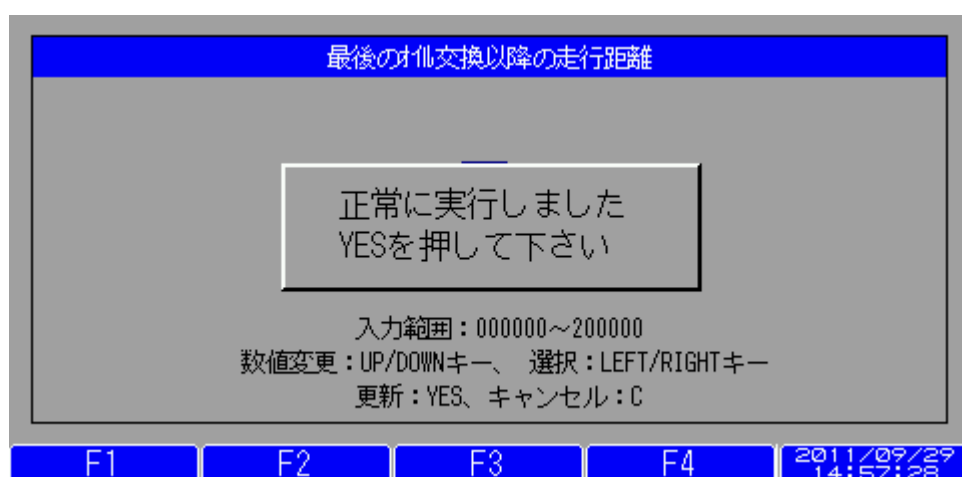 最後のｵｲﾙ交換以降の走行距離
正常に実行しました
YESを押して下さい
入力範囲：000000～200000
数値変更：UP/DOWNキー、 選択：LEFT/RIGHTキー
更新：YES、キャンセル：C
F1 F2 F3 F4 2011/09/29
14:57:28